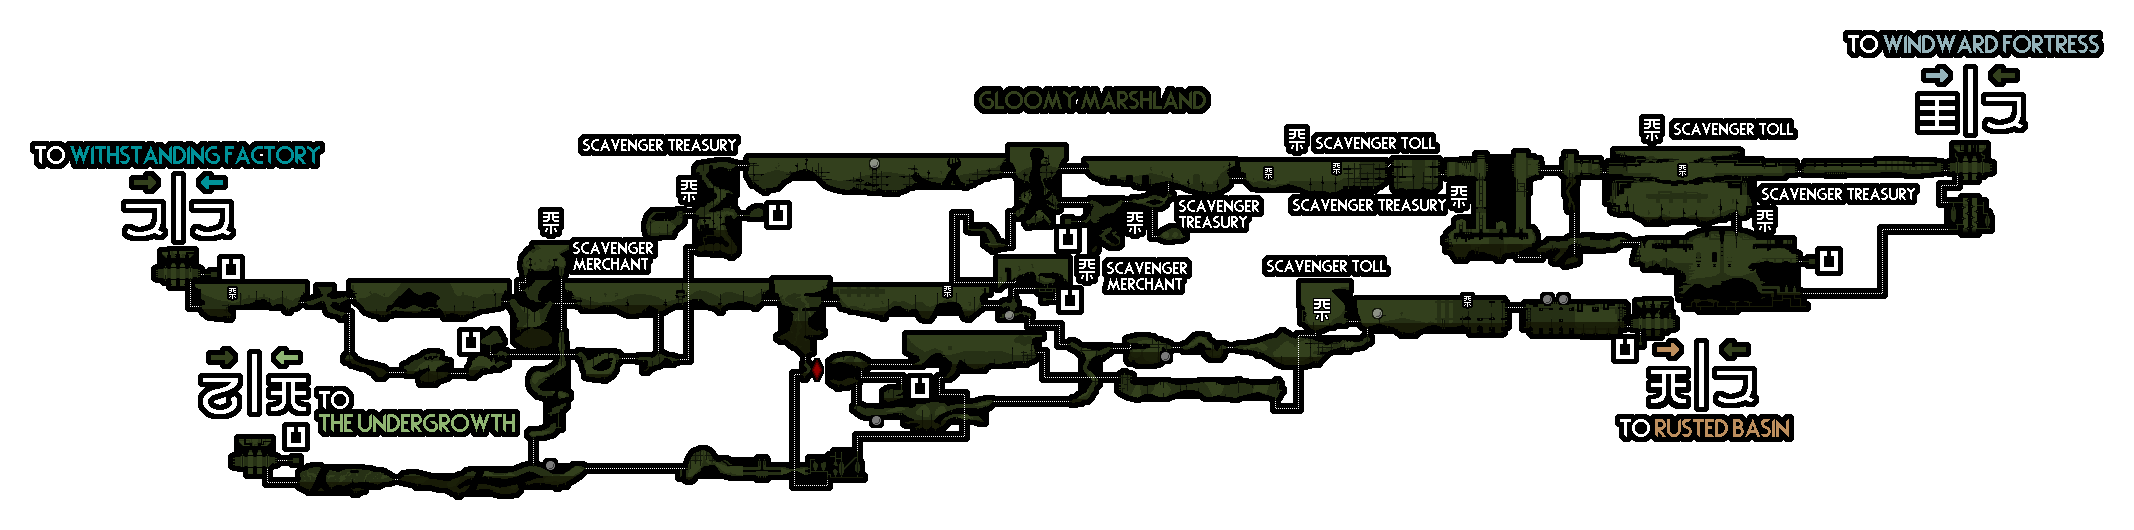 TO WINDWARD FORTRESS
GLOOMY MARSHLAND
SCAVENGER TOLL
SCAVENGER TOLL
SCAVENGER TREASURY
TO WITHSTANDING FACTORY
SCAVENGER TREASURY
SCAVENGER TREASURY
SCAVENGER
TREASURY
SCAVENGER
MERCHANT
SCAVENGER TOLL
SCAVENGER
MERCHANT
TO
THE UNDERGROWTH
TO RUSTED BASIN